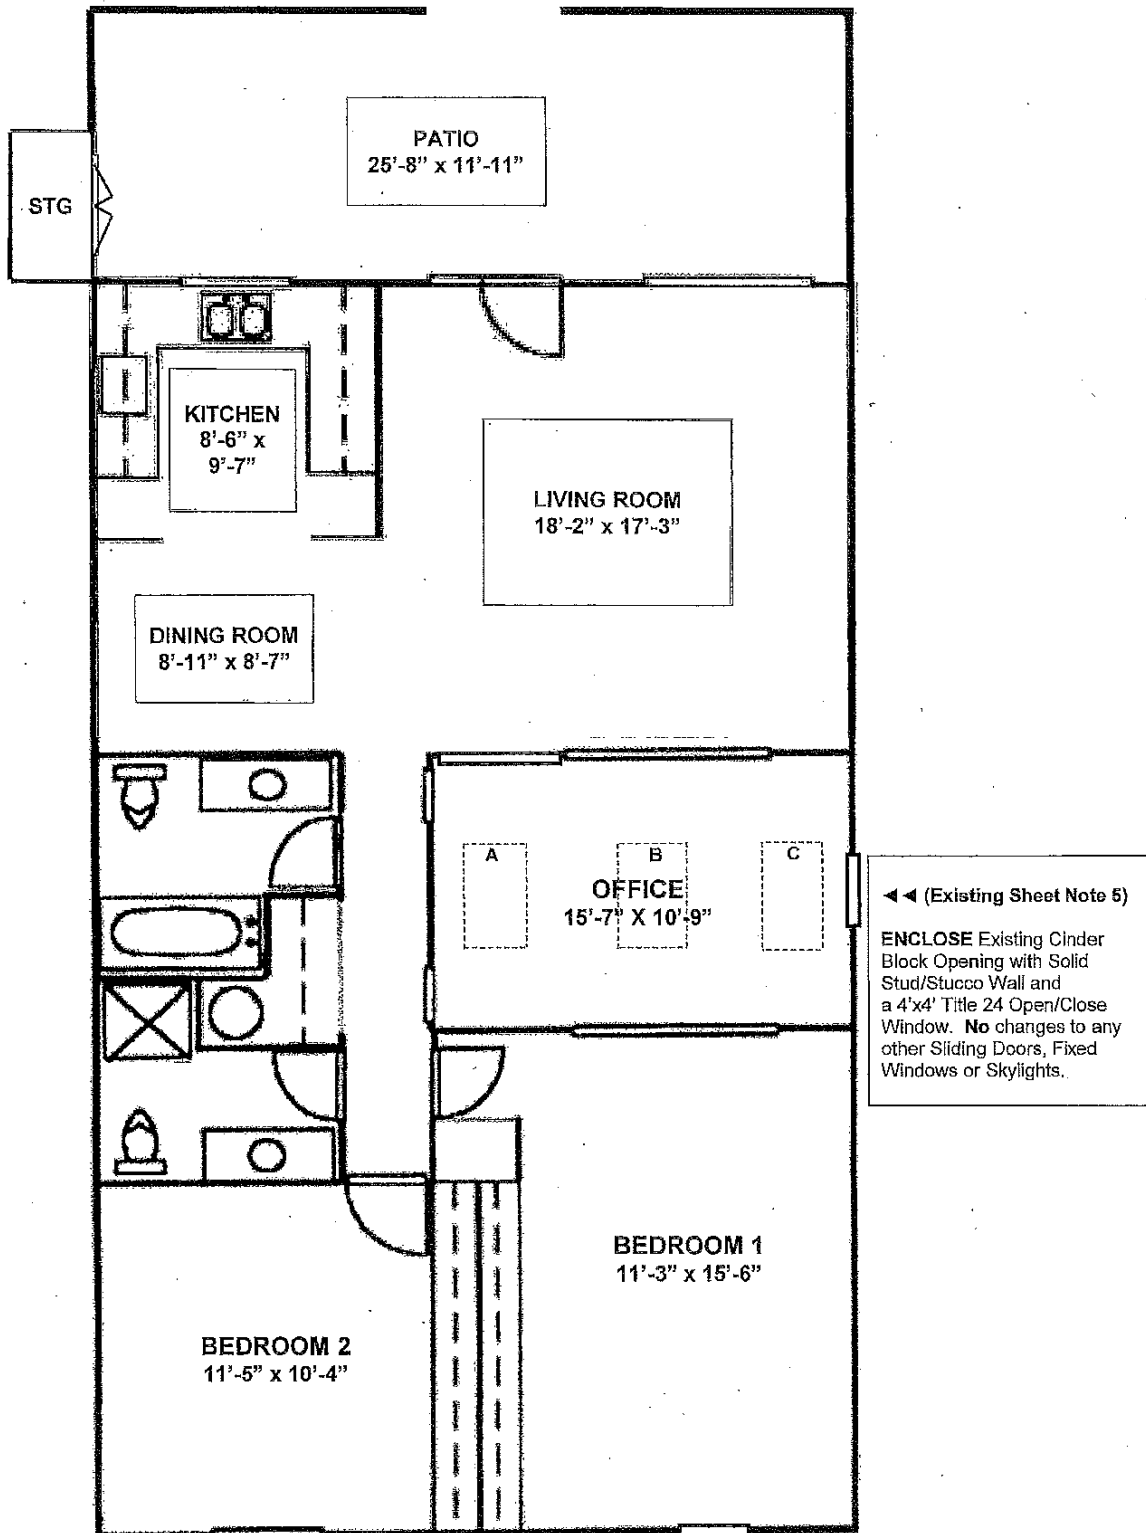 PATIO
25'-8" x 11'-11"
STG
KITCHEN
8'-6" x
9'-7"
LIVING ROOM
18'-2" x 17'-3"
DINING ROOM
8'-11" x 8'-7"
A
B
C
OFFICE
15'-7" X 10'-9"
◄◄ (Existing Sheet Note 5)
ENCLOSE Existing Cinder
Block Opening with Solid
Stud/Stucco Wall and
a 4'x4' Title 24 Open/Close
Window. No changes to any
other Sliding Doors, Fixed
Windows or Skylights.
BEDROOM 1
11'-3" x 15'-6"
BEDROOM 2
11'-5" x 10'-4"